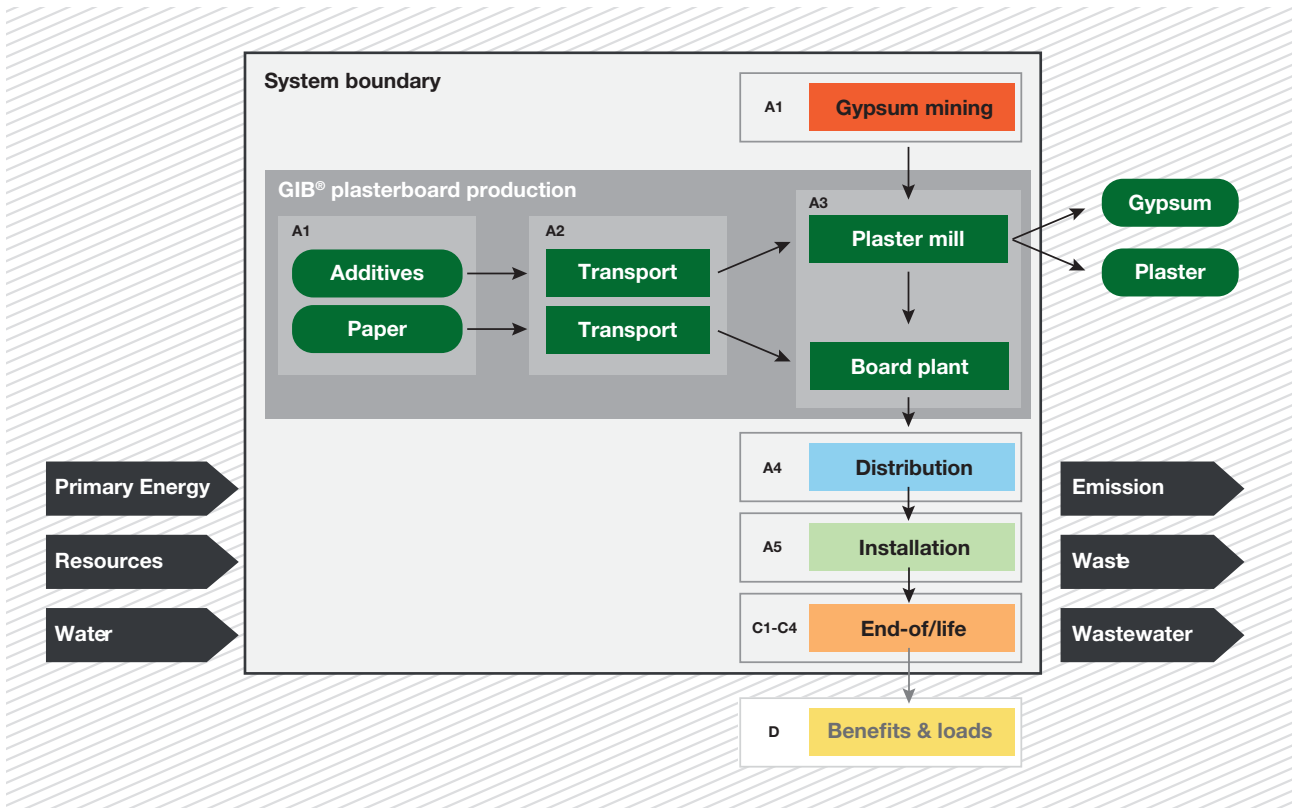 System boundary
A1
Gypsum mining
GIB® plasterboard production
A1
Additives
Paper
A2
Transport
Transport
A3
Plaster mill
Board plant
Gypsum
Plaster
A4
Distribution
A5
Installation
C1-C4
End-of/life
D
Benefits & loads
Primary Energy
Resources
Water
Emission
Waste
Wastewater